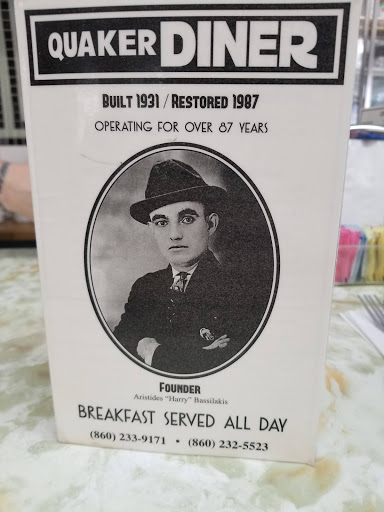 QUAKER DINER
BUILT 1931 / RESTORED 1987
OPERATING FOR OVER 87 YEARS
FOUNDER
Aristides "Harry" Bassilakis
BREAKFAST SERVED ALL DAY
(860) 233-9171 • (860) 232-5523